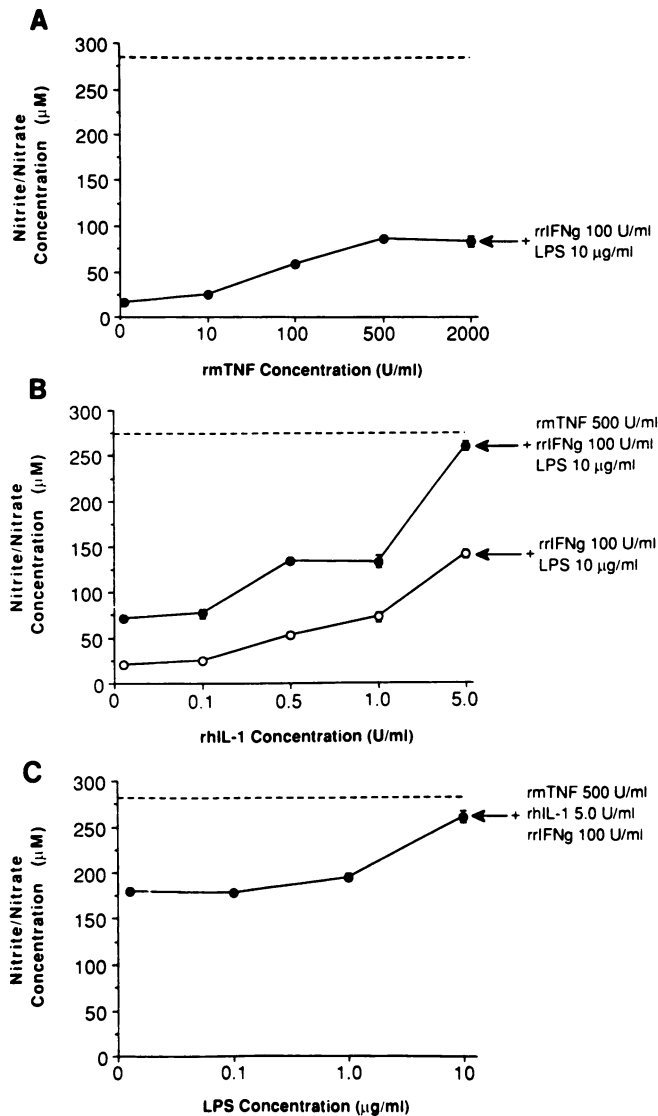 A
300
250
200
150
100
50
0
Nitrite/Nitrate
Concentration (µM)
0 10 100 500 2000
rmTNF Concentration (U/ml)
+ rrIFNg 100 U/ml
LPS 10 µg/ml
B
300
250
200
150
100
50
0
Nitrite/Nitrate
Concentration (µM)
0 0.1 0.5 1.0 5.0
rhIL-1 Concentration (U/ml)
rmTNF 500 U/ml
+ rrIFNg 100 U/ml
LPS 10 µg/ml
+ rrIFNg 100 U/ml
LPS 10 µg/ml
C
300
250
200
150
100
50
0
Nitrite/Nitrate
Concentration (µM)
0 0.1 1.0 10
LPS Concentration (µg/ml)
rmTNF 500 U/ml
+ rhIL-1 5.0 U/ml
rrIFNg 100 U/ml